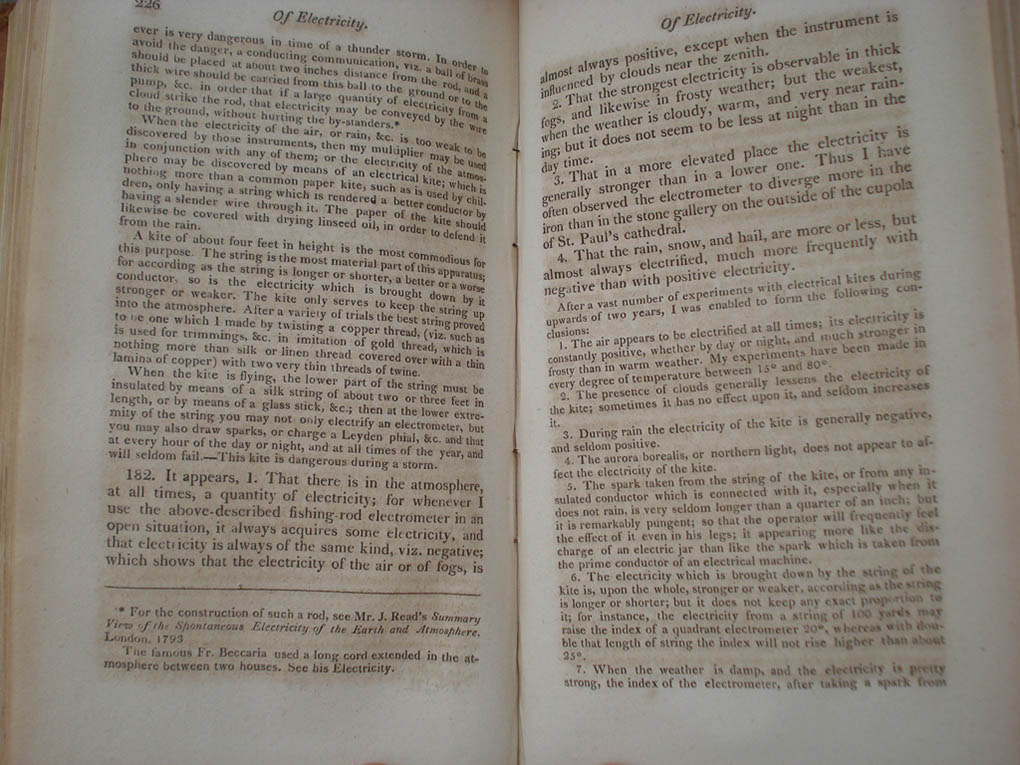 226
Of Electricity.
ever is very dangerous in time of a thunder storm. In order to
avoid the danger, a conducting communication, viz. a ball of brass
should be placed at about two inches distance from the rod, and a
thick wire should be carried from this ball to the ground or to the
pump, &c. in order that if a large quantity of electricity from a
cloud strike the rod, that electricity may be conveyed by the wire
to the ground, without hurting the by-standers.*
When the electricity of the air, or rain, &c. is too weak to be
discovered by those instruments, then my multiplier may be used
in conjunction with any of them; or the electricity of the atmos-
phere may be discovered by means of an electrical kite; which is
nothing more than a common paper kite, such as is used by chil-
dren, only having a string which is rendered a better conductor by
having a slender wire through it. The paper of the kite should
likewise be covered with drying linseed oil, in order to defend it
from the rain.
A kite of about four feet in height is the most commodious for
this purpose. The string is the most material part of this apparatus;
for according as the string is longer or shorter, a better or a worse
conductor, so is the electricity which is brought down by it
stronger or weaker. The kite only serves to keep the string up
into the atmosphere. After a variety of trials the best string proved
to be one which I made by twisting a copper thread, (viz. such as
is used for trimmings, &c. in imitation of gold thread, which is
nothing more than silk or linen thread covered over with a thin
lamina of copper) with two very thin threads of twine.
When the kite is flying, the lower part of the string must be
insulated by means of a silk string of about two or three feet in
length, or by means of a glass stick, &c.; then at the lower extre-
mity of the string you may not only electrify an electrometer, but
you may also draw sparks, or charge a Leyden phial, &c. and that
at every hour of the day or night, and at all times of the year, and
will seldom fail.—This kite is dangerous during a storm.
182. It appears, 1. That there is in the atmosphere,
at all times, a quantity of electricity; for whenever I
use the above-described fishing-rod electrometer in an
open situation, it always acquires some electricity, and
that electricity is always of the same kind, viz. negative;
which shows that the electricity of the air or of fogs, is
* For the construction of such a rod, see Mr. J. Read's Summary
View of the Spontaneous Electricity of the Earth and Atmosphere,
London, 1793
The famous Fr. Beccaria used a long cord extended in the at-
mosphere between two houses. See his Electricity.
Of Electricity.
almost always positive, except when the instrument is
influenced by clouds near the zenith.
2. That the strongest electricity is observable in thick
fogs, and likewise in frosty weather; but the weakest,
when the weather is cloudy, warm, and very near rain-
ing; but it does not seem to be less at night than in the
day time.
3. That in a more elevated place the electricity is
generally stronger than in a lower one. Thus I have
often observed the electrometer to diverge more in the
iron than in the stone gallery on the outside of the cupola
of St. Paul's cathedral.
4. That the rain, snow, and hail, are more or less, but
almost always electrified, much more frequently with
negative than with positive electricity.
After a vast number of experiments with electrical kites during
upwards of two years, I was enabled to form the following con-
clusions:
1. The air appears to be electrified at all times; its electricity is
constantly positive, whether by day or night, and much stronger in
frosty than in warm weather. My experiments have been made in
every degree of temperature between 15° and 80°.
2. The presence of clouds generally lessens the electricity of
the kite; sometimes it has no effect upon it, and seldom increases
it.
3. During rain the electricity of the kite is generally negative,
and seldom positive.
4. The aurora borealis, or northern light, does not appear to af-
fect the electricity of the kite.
5. The spark taken from the string of the kite, or from any in-
sulated conductor which is connected with it, especially when it
does not rain, is very seldom longer than a quarter of an inch; but
it is remarkably pungent; so that the operator will frequently feel
the effect of it even in his legs; it appearing more like the dis-
charge of an electric jar than like the spark which is taken from
the prime conductor of an electrical machine.
6. The electricity which is brought down by the string of the
kite is, upon the whole, stronger or weaker, according as the string
is longer or shorter; but it does not keep any exact proportion to
it; for instance, the electricity from a string of 100 yards may
raise the index of a quadrant electrometer 20°, whereas with dou-
ble that length of string the index will not rise higher than about
25°.
7. When the weather is damp, and the electricity is pretty
strong, the index of the electrometer, after taking a spark from